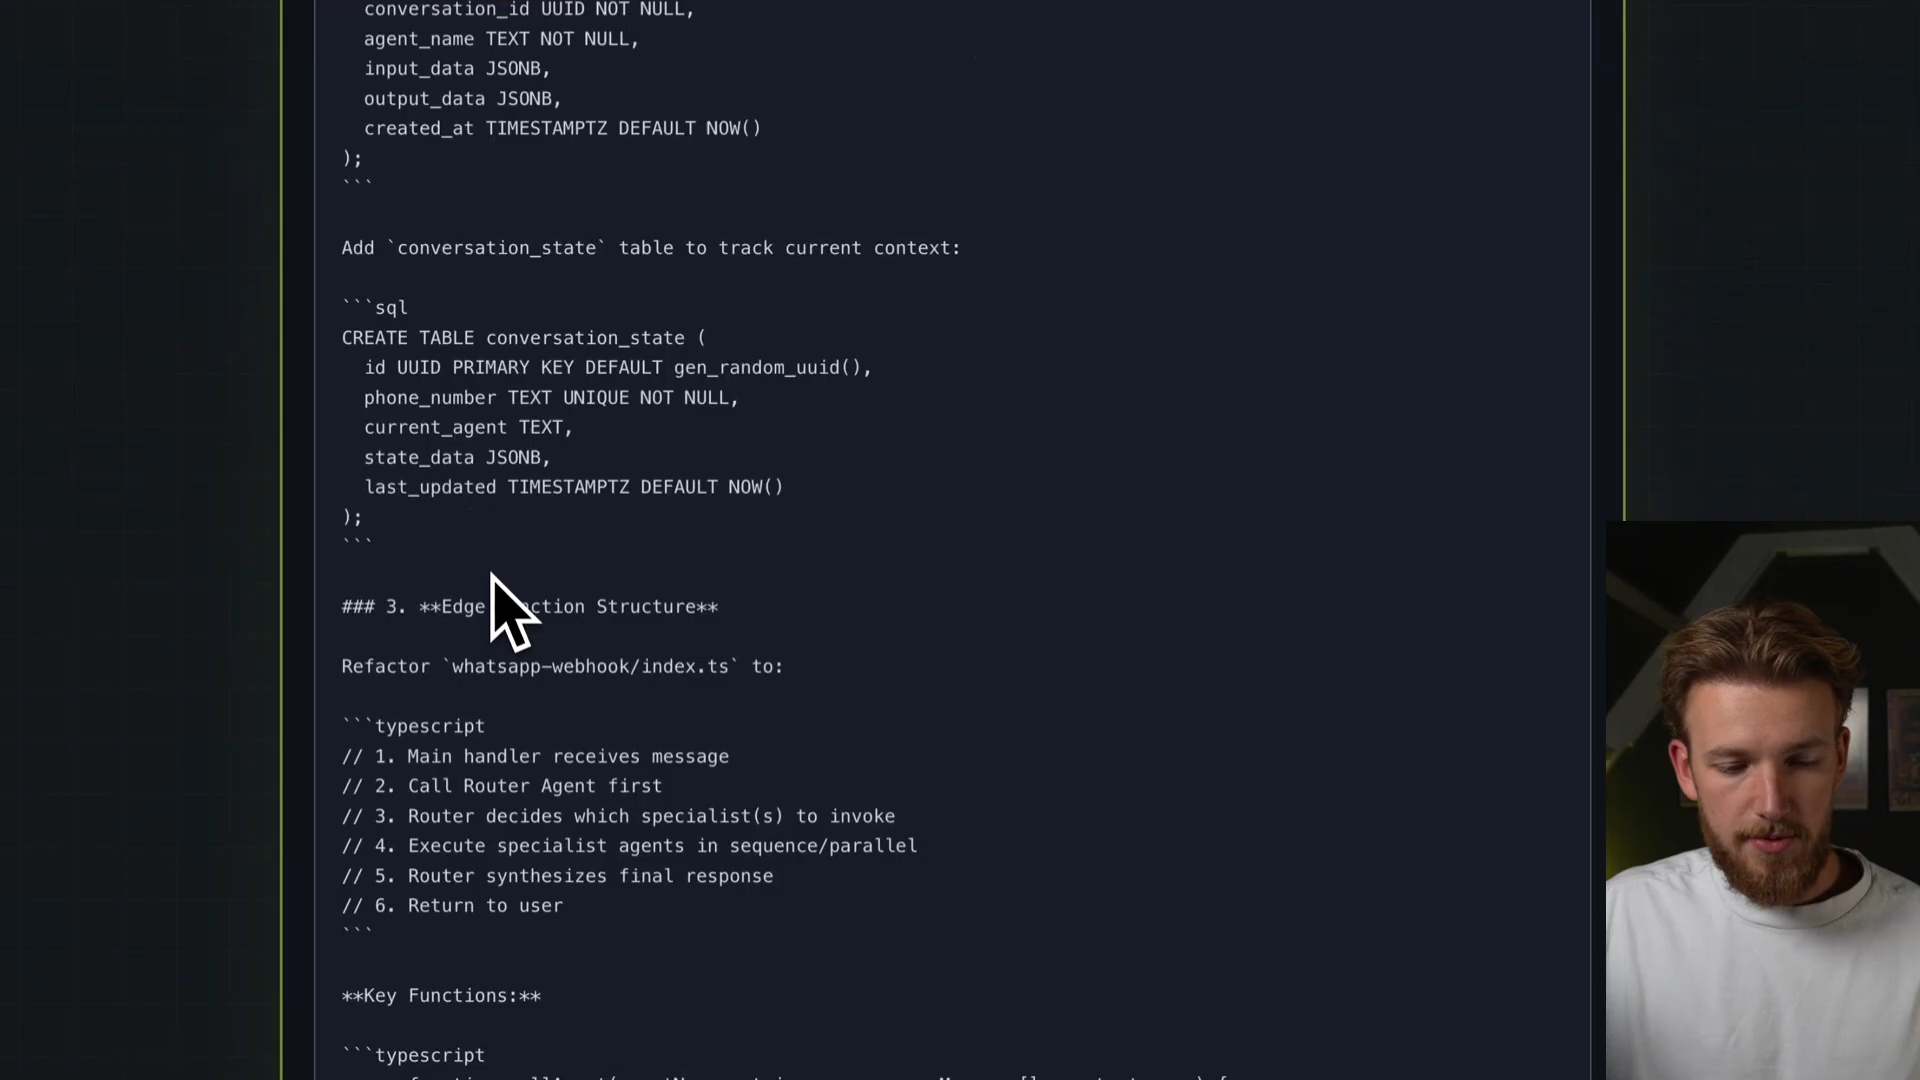 conversation_id UUID NOT NULL,
agent_name TEXT NOT NULL,
input_data JSONB,
output_data JSONB,
created_at TIMESTAMPTZ DEFAULT NOW()
);
```
Add `conversation_state` table to track current context:
```sql
CREATE TABLE conversation_state (
id UUID PRIMARY KEY DEFAULT gen_random_uuid(),
phone_number TEXT UNIQUE NOT NULL,
current_agent TEXT,
state_data JSONB,
last_updated TIMESTAMPTZ DEFAULT NOW()
);
```
### 3. **Edge Structure**
Refactor `whatsapp-webhook/index.ts` to:
```typescript
// 1. Main handler receives message
// 2. Call Router Agent first
// 3. Router decides which specialist(s) to invoke
// 4. Execute specialist agents in sequence/parallel
// 5. Router synthesizes final response
// 6. Return to user
```
**Key Functions:**
```typescript